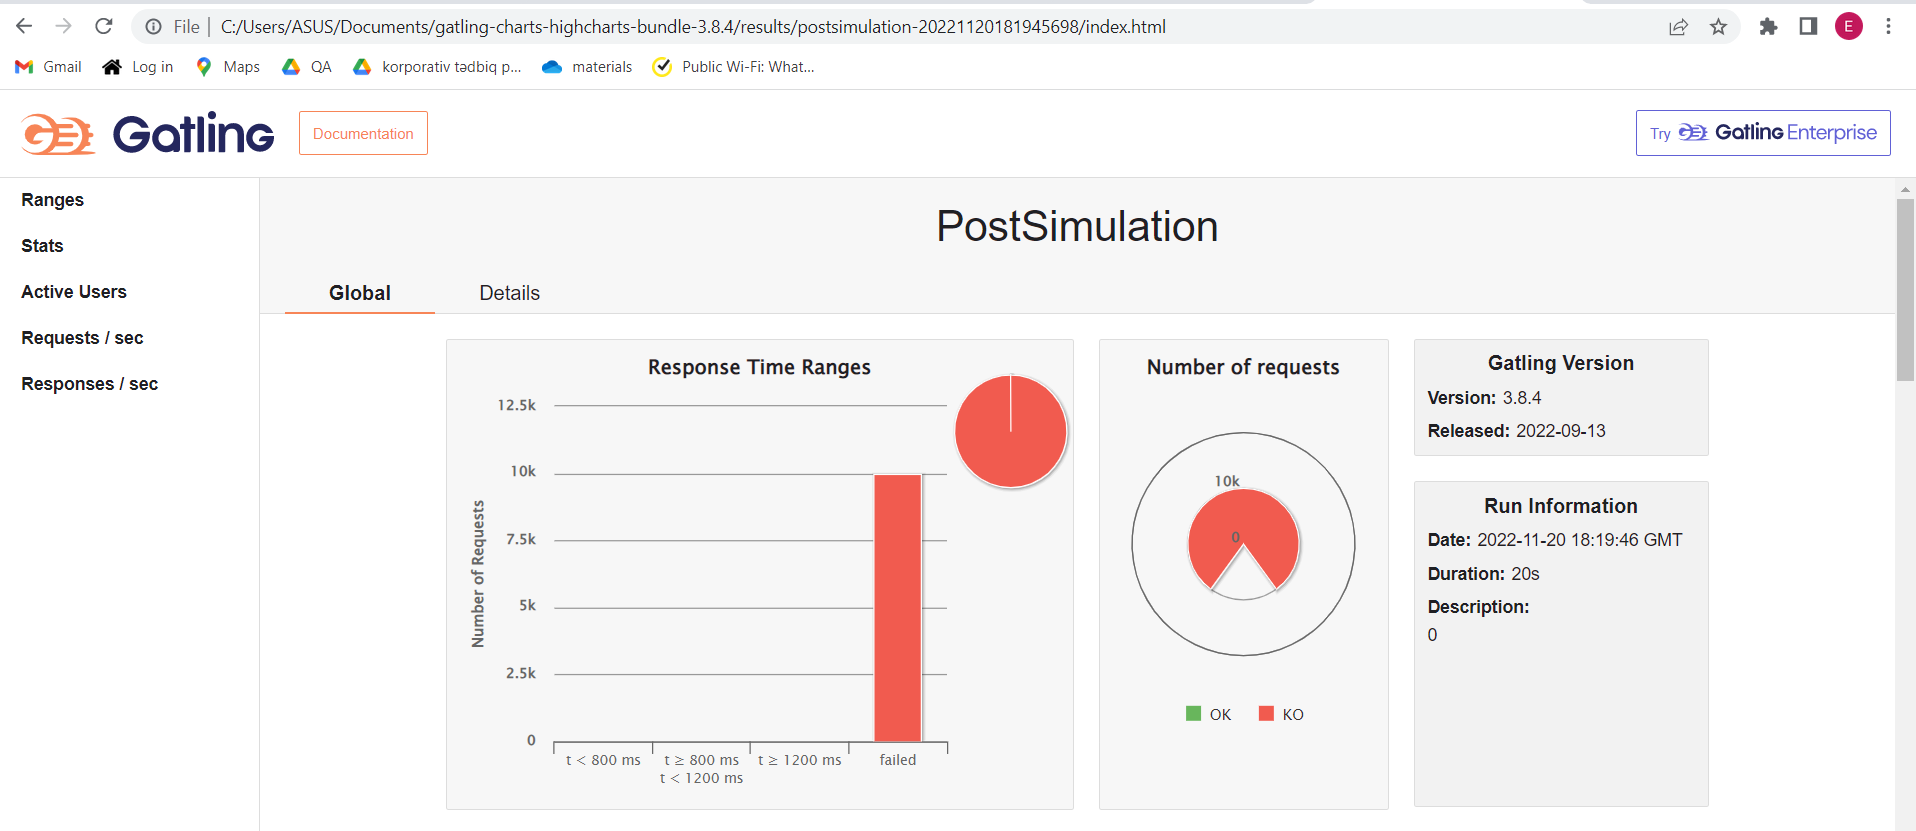 File | C:/Users/ASUS/Documents/gatling-charts-highcharts-bundle-3.8.4/results/postsimulation-20221120181945698/index.html
E
Gmail
Log in
Maps
QA
korporativ tədbiq p...
materials
Public Wi-Fi: What...
Gatling
Documentation
Try Gatling Enterprise
Ranges
Stats
Active Users
Requests / sec
Responses / sec
PostSimulation
Global
Details
Response Time Ranges
12.5k
10k
7.5k
5k
2.5k
0
Number of Requests
t < 800 ms
t ≥ 800 ms
t < 1200 ms
t ≥ 1200 ms
failed
Number of requests
10k
0
OK
KO
Gatling Version
Version: 3.8.4
Released: 2022-09-13
Run Information
Date: 2022-11-20 18:19:46 GMT
Duration: 20s
Description:
0